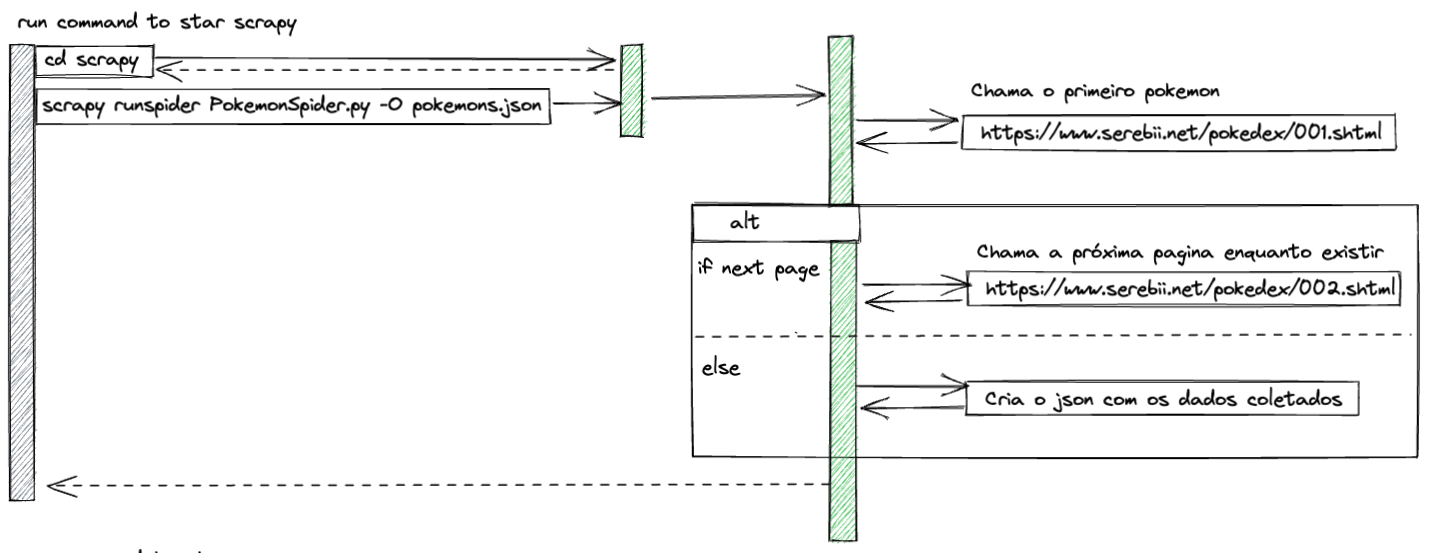 run command to star scrapy
cd scrapy
scrapy runspider PokemonSpider.py -O pokemons.json
Chama o primeiro pokemon
https://www.serebii.net/pokedex/001.shtml
alt
if next page
Chama a próxima pagina enquanto existir
https://www.serebii.net/pokedex/002.shtml
else
Cria o json com os dados coletados